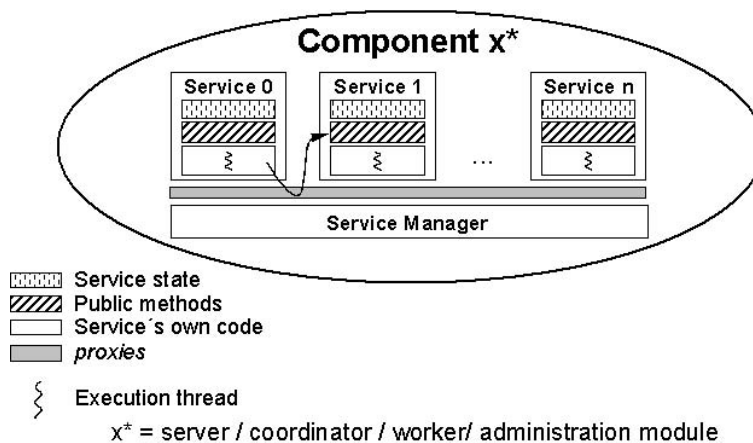 Component x*
Service 0 Service 1 Service n
...
Service Manager
Service state
Public methods
Service´s own code
proxies
Execution thread
x* = server / coordinator / worker/ administration module